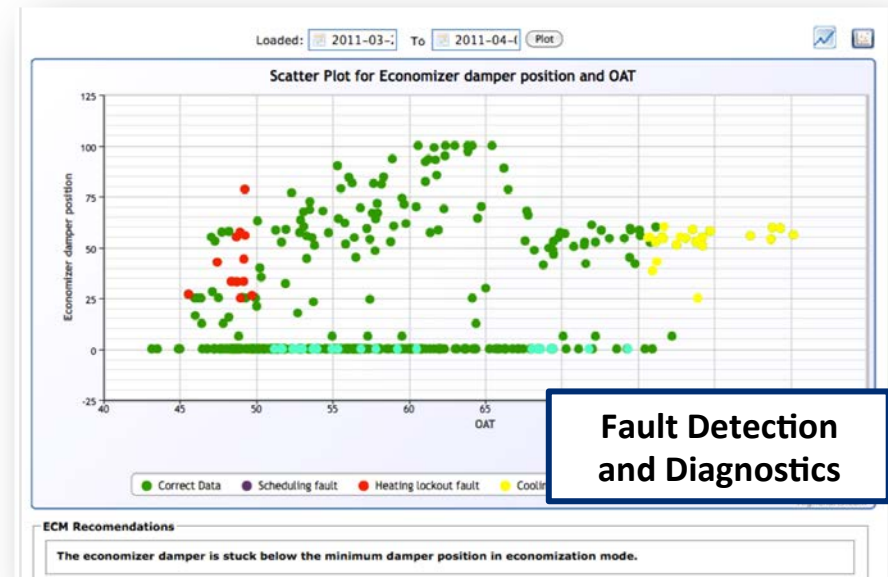 Loaded: 2011-03- To 2011-04- Plot
Scatter Plot for Economizer damper position and OAT
125
100
75
50
25
0
-25
Economizer damper position
40 45 50 55 60 65
OAT
Correct Data Scheduling fault Heating lockout fault
Fault Detection
and Diagnostics
ECM Recomendations
The economizer damper is stuck below the minimum damper position in economization mode.